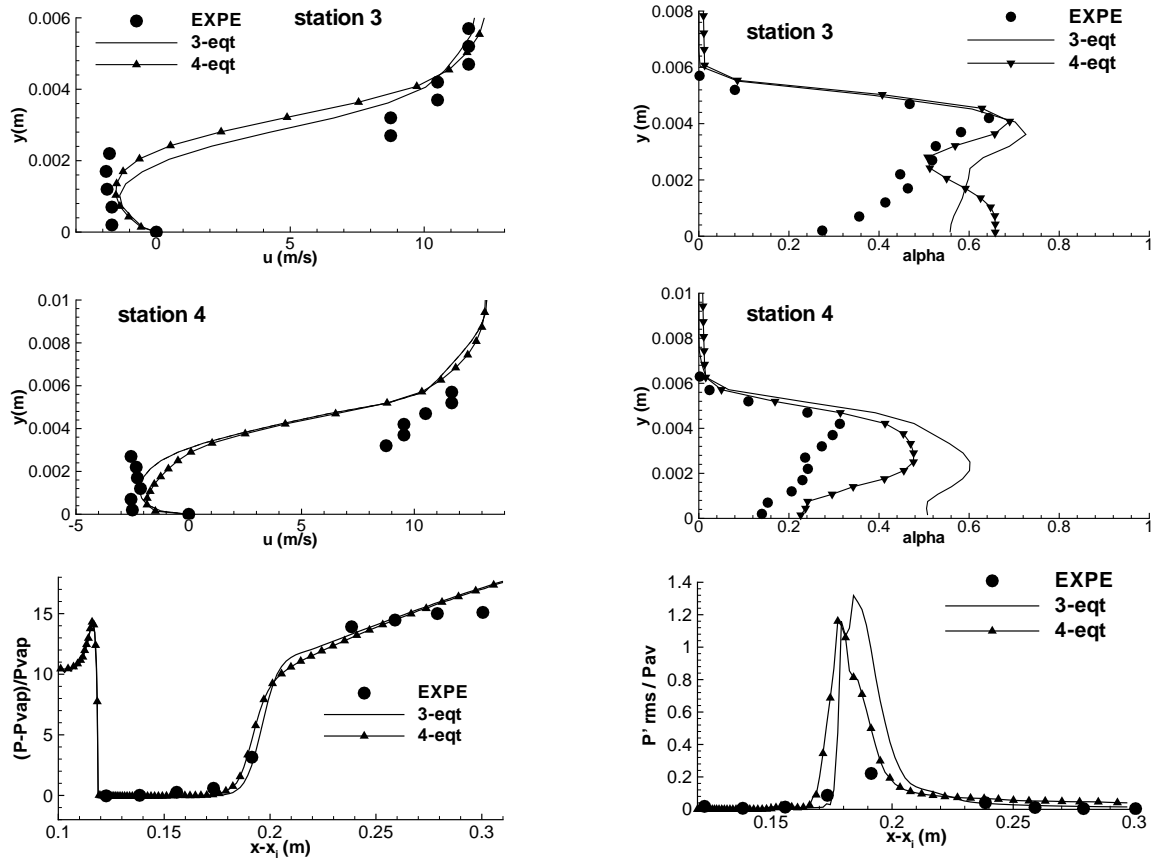 EXPE
3-eqt
4-eqt
station 3
y(m)
0.006
0.004
0.002
0
0
5
10
u (m/s)
station 3
EXPE
3-eqt
4-eqt
y (m)
0.008
0.006
0.004
0.002
0
0
0.2
0.4
0.6
0.8
1
alpha
station 4
y(m)
0.01
0.008
0.006
0.004
0.002
0
-5
0
5
10
u (m/s)
station 4
y (m)
0.01
0.008
0.006
0.004
0.002
0
0
0.2
0.4
0.6
0.8
1
alpha
(P-Pvap)/Pvap
15
10
5
0
EXPE
3-eqt
4-eqt
0.1
0.15
0.2
0.25
0.3
x-xi (m)
P' rms / Pav
1.4
1.2
1
0.8
0.6
0.4
0.2
0
EXPE
3-eqt
4-eqt
0.15
0.2
0.25
0.3
x-xi (m)